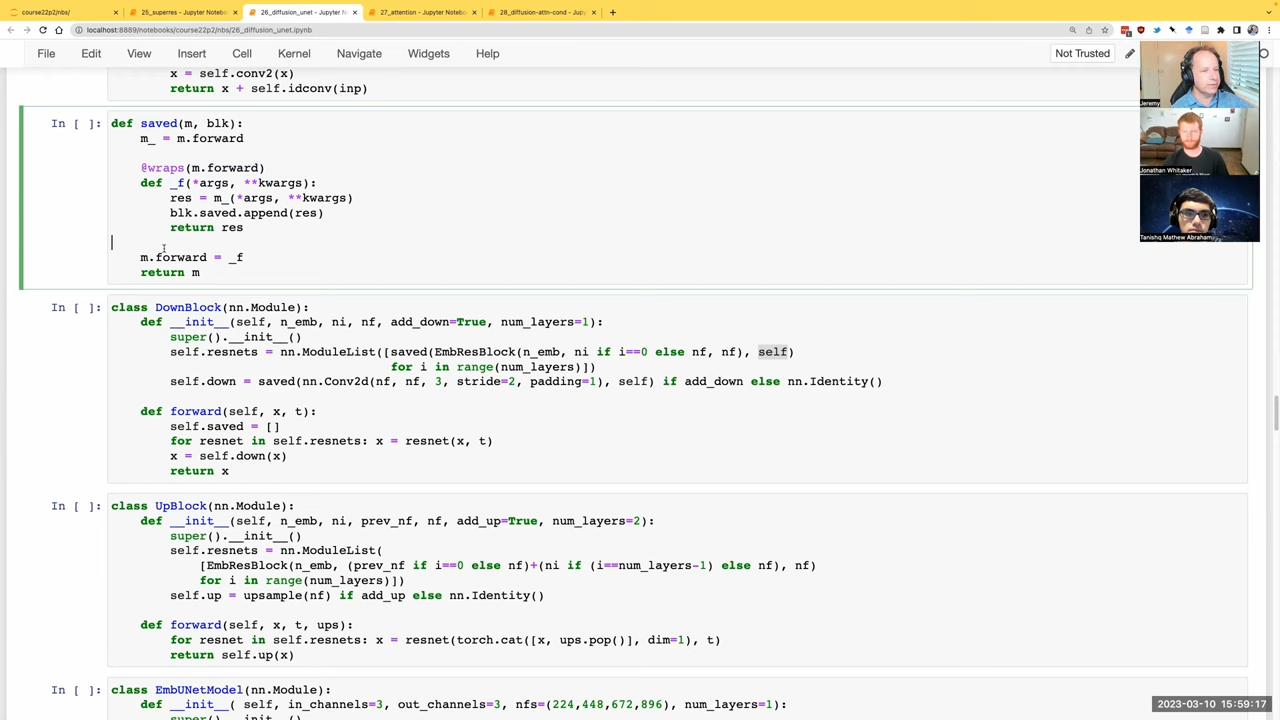 course22p2/
25_superres - Jupyter Notebo
26_diffusion_unet - Jupyter N
27_attention - Jupyter Notebo
28_diffusion-attn-cond - Jup
localhost:8889/notebooks/course22p2/nbs/26_diffusion_unet.ipynb
File Edit View Insert Cell Kernel Navigate Widgets Help
Not Trusted
x = self.conv2(x)
return x + self.idconv(inp)
In [ ]: def saved(m, blk):
m_ = m.forward
@wraps(m.forward)
def _f(*args, **kwargs):
res = m_(*args, **kwargs)
blk.saved.append(res)
return res
m.forward = _f
return m
In [ ]: class DownBlock(nn.Module):
def __init__(self, n_emb, ni, nf, add_down=True, num_layers=1):
super().__init__()
self.resnets = nn.ModuleList([saved(EmbResBlock(n_emb, ni if i==0 else nf, nf), self)
for i in range(num_layers)])
self.down = saved(nn.Conv2d(nf, nf, 3, stride=2, padding=1), self) if add_down else nn.Identity()
def forward(self, x, t):
self.saved = []
for resnet in self.resnets: x = resnet(x, t)
x = self.down(x)
return x
In [ ]: class UpBlock(nn.Module):
def __init__(self, n_emb, ni, prev_nf, nf, add_up=True, num_layers=2):
super().__init__()
self.resnets = nn.ModuleList(
[EmbResBlock(n_emb, (prev_nf if i==0 else nf)+(ni if (i==num_layers-1) else nf), nf)
for i in range(num_layers)])
self.up = upsample(nf) if add_up else nn.Identity()
def forward(self, x, t, ups):
for resnet in self.resnets: x = resnet(torch.cat([x, ups.pop()], dim=1), t)
return self.up(x)
In [ ]: class EmbUNetModel(nn.Module):
def __init__( self, in_channels=3, out_channels=3, nfs=(224,448,672,896), num_layers=1):
Jeremy
Jonathan Whitaker
Tanishq Mathew Abraham
2023-03-10 15:59:17